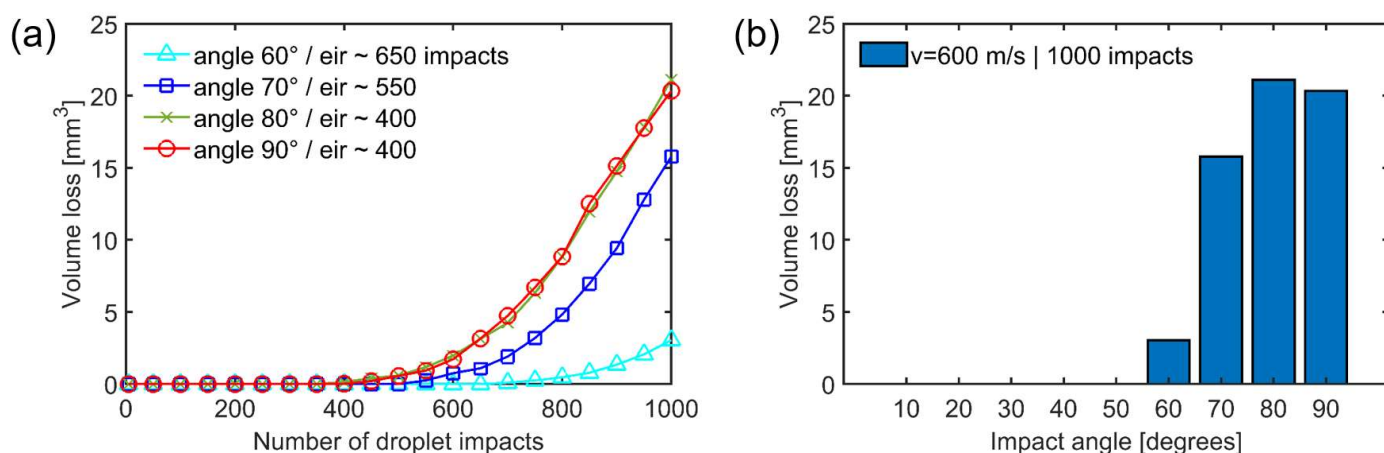 (a)
25
20
15
10
5
0
Volume loss [mm³]
angle 60° / eir ~ 650 impacts
angle 70° / eir ~ 550
angle 80° / eir ~ 400
angle 90° / eir ~ 400
0 200 400 600 800 1000
Number of droplet impacts
(b)
25
20
15
10
5
0
Volume loss [mm³]
v=600 m/s | 1000 impacts
10 20 30 40 50 60 70 80 90
Impact angle [degrees]